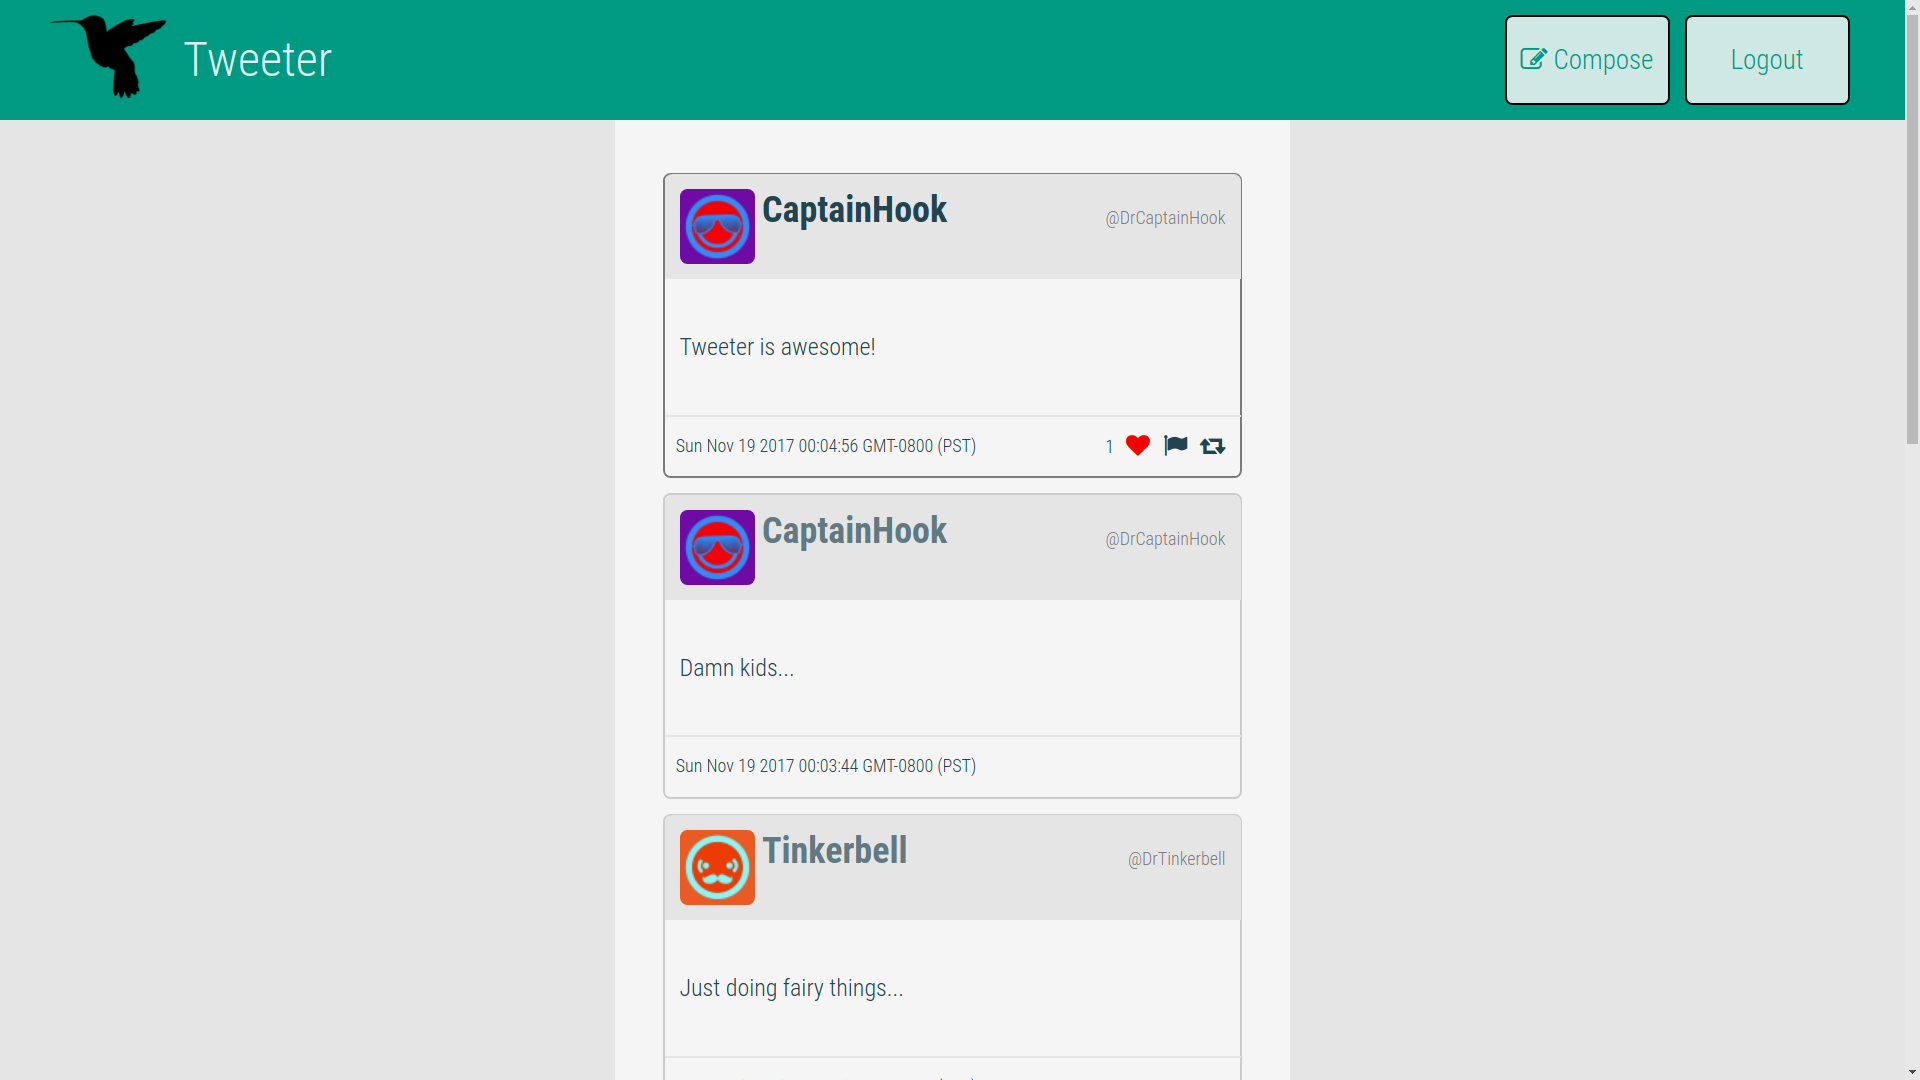 Tweeter
Compose
Logout
CaptainHook
@DrCaptainHook
Tweeter is awesome!
Sun Nov 19 2017 00:04:56 GMT-0800 (PST)
1
CaptainHook
@DrCaptainHook
Damn kids...
Sun Nov 19 2017 00:03:44 GMT-0800 (PST)
Tinkerbell
@DrTinkerbell
Just doing fairy things...